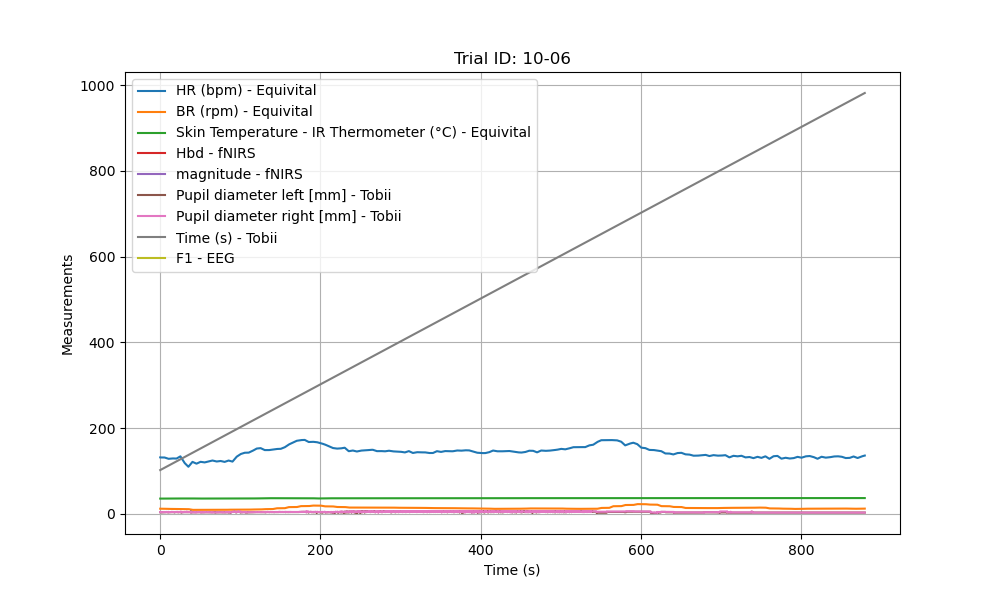 Trial ID: 10-06
1000
800
600
400
200
0
Measurements
HR (bpm) - Equivital
BR (rpm) - Equivital
Skin Temperature - IR Thermometer (°C) - Equivital
Hbd - fNIRS
magnitude - fNIRS
Pupil diameter left [mm] - Tobii
Pupil diameter right [mm] - Tobii
Time (s) - Tobii
F1 - EEG
0 200 400 600 800
Time (s)